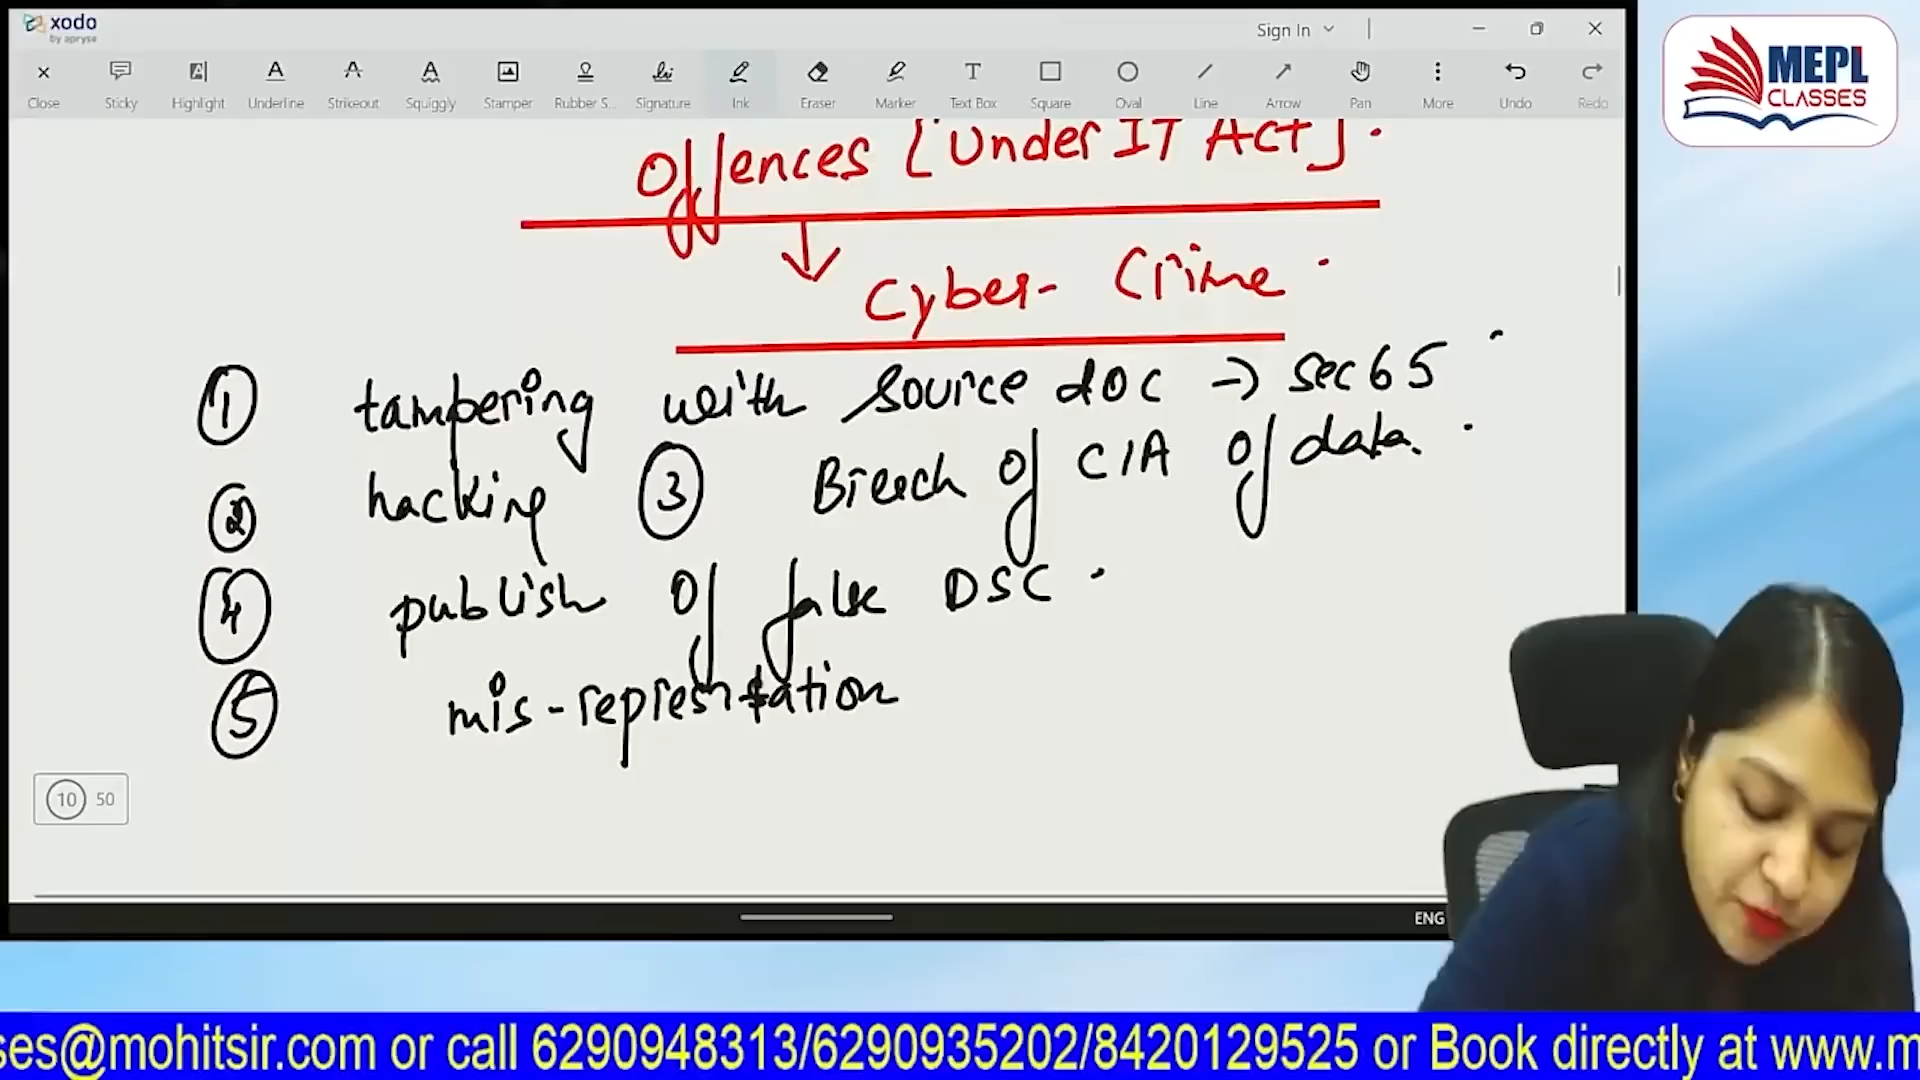 xodo
by apryse
Sign In
Close Sticky Highlight Underline Strikeout Squiggly Stamper Rubber S... Signature Ink Eraser Marker Text Box Square Oval Line Arrow Pan More Undo Redo
MEPL
CLASSES
Offences [Under IT Act].
Cyber- Crime
① tampering with source doc → sec 65
② hacking ③ Breach of CIA of data.
④ publish of false DSC.
⑤ mis-representation
10 50
ENG
ses@mohitsir.com or call 6290948313/6290935202/8420129525 or Book directly at www.m